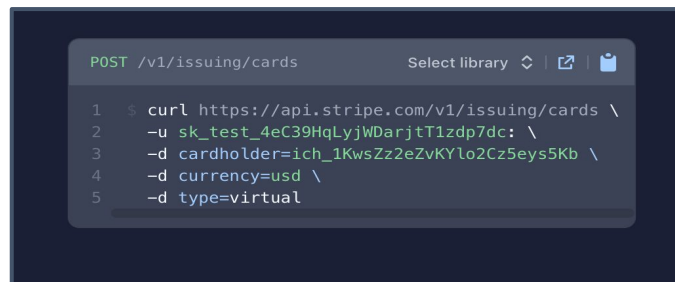 POST /v1/issuing/cards Select library
1 $ curl https://api.stripe.com/v1/issuing/cards \
2 -u sk_test_4eC39HqLyjWDarjtT1zdp7dc: \
3 -d cardholder=ich_1KwsZz2eZvKYlo2Cz5eys5Kb \
4 -d currency=usd \
5 -d type=virtual